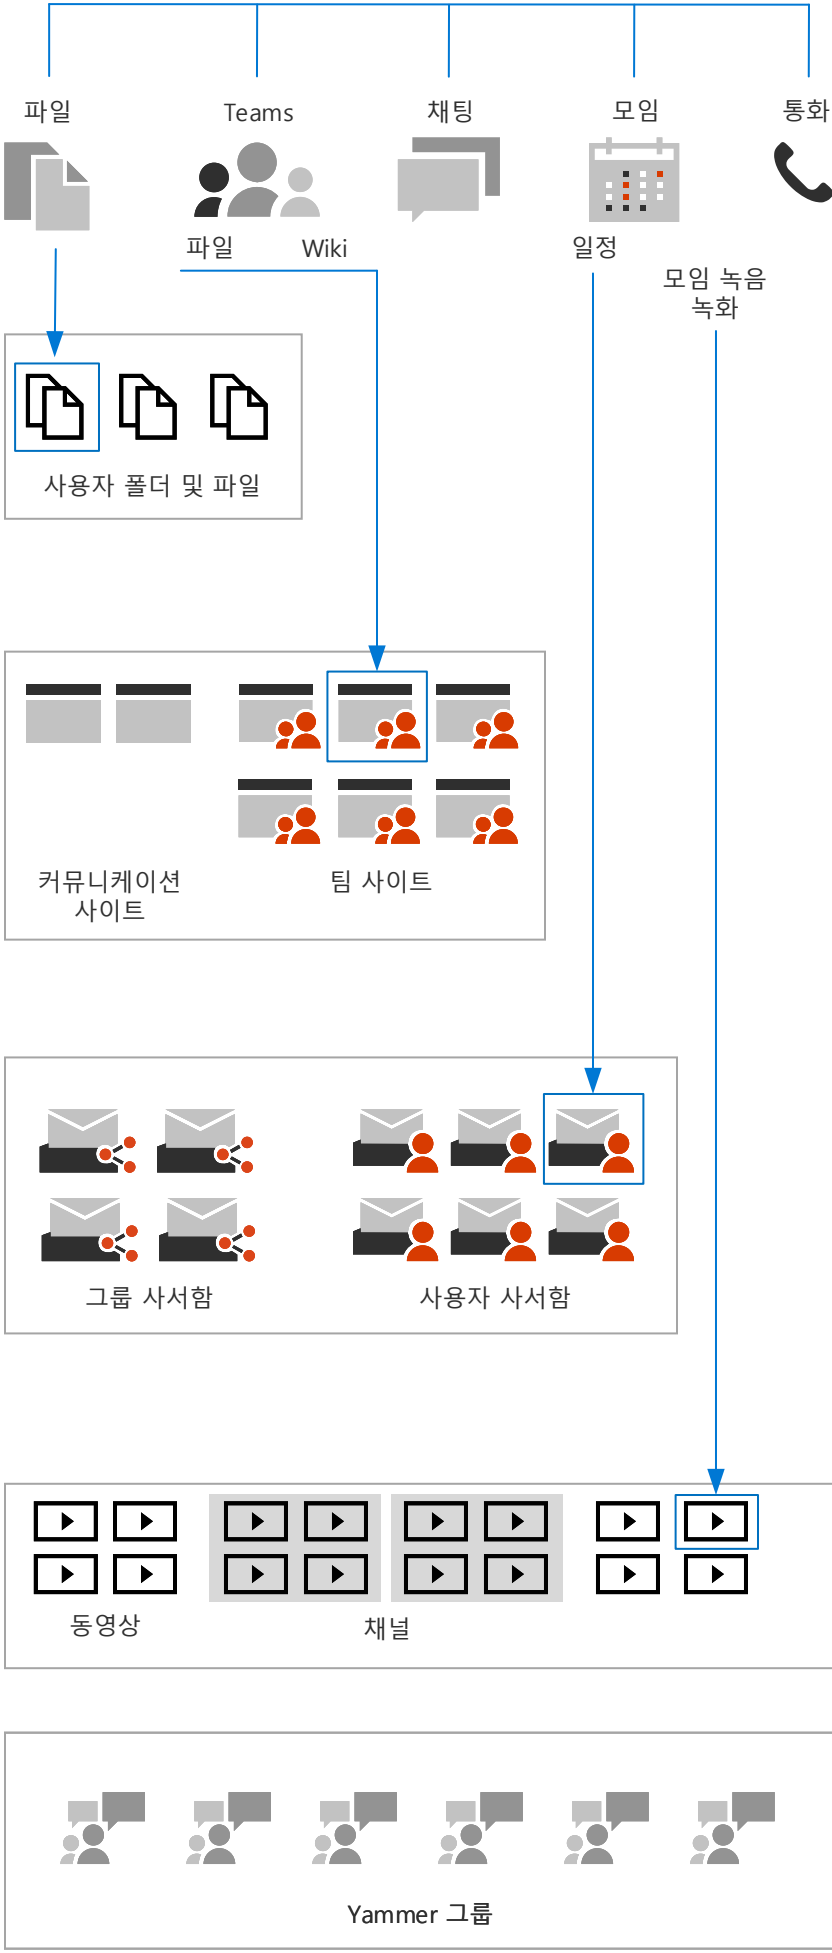 파일
Teams
채팅
모임
통화
파일
Wiki
일정
모임 녹음
녹화
사용자 폴더 및 파일
커뮤니케이션
사이트
팀 사이트
그룹 사서함
사용자 사서함
동영상
채널
Yammer 그룹